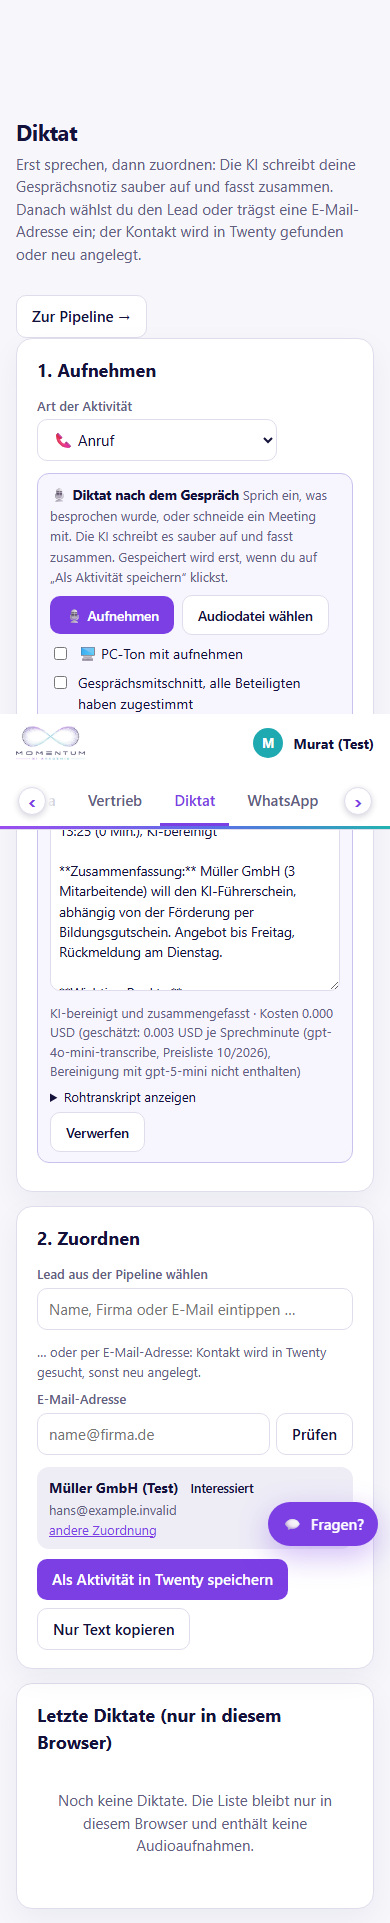 Diktat
Erst sprechen, dann zuordnen: Die KI schreibt deine
Gesprächsnotiz sauber auf und fasst zusammen.
Danach wählst du den Lead oder trägst eine E-Mail-
Adresse ein; der Kontakt wird in Twenty gefunden
oder neu angelegt.
Zur Pipeline →
1. Aufnehmen
Art der Aktivität
Anruf
Diktat nach dem Gespräch Sprich ein, was
besprochen wurde, oder schneide ein Meeting
mit. Die KI schreibt es sauber auf und fasst
zusammen. Gespeichert wird erst, wenn du auf
„Als Aktivität speichern“ klickst.
Aufnehmen
Audiodatei wählen
PC-Ton mit aufnehmen
Gesprächsmitschnitt, alle Beteiligten
haben zugestimmt
MOMENTUM
M Murat (Test)
‹ a Vertrieb Diktat WhatsApp ›
13:25 (0 Min.), KI-bereinigt
**Zusammenfassung:** Müller GmbH (3
Mitarbeitende) will den KI-Führerschein,
abhängig von der Förderung per
Bildungsgutschein. Angebot bis Freitag,
Rückmeldung am Dienstag.
KI-bereinigt und zusammengefasst · Kosten 0.000
USD (geschätzt: 0.003 USD je Sprechminute (gpt-
4o-mini-transcribe, Preisliste 10/2026),
Bereinigung mit gpt-5-mini nicht enthalten)
▶ Rohtranskript anzeigen
Verwerfen
2. Zuordnen
Lead aus der Pipeline wählen
Name, Firma oder E-Mail eintippen ...
... oder per E-Mail-Adresse: Kontakt wird in Twenty
gesucht, sonst neu angelegt.
E-Mail-Adresse
name@firma.de
Prüfen
Müller GmbH (Test) Interessiert
hans@example.invalid
andere Zuordnung
Fragen?
Als Aktivität in Twenty speichern
Nur Text kopieren
Letzte Diktate (nur in diesem
Browser)
Noch keine Diktate. Die Liste bleibt nur in
diesem Browser und enthält keine
Audioaufnahmen.